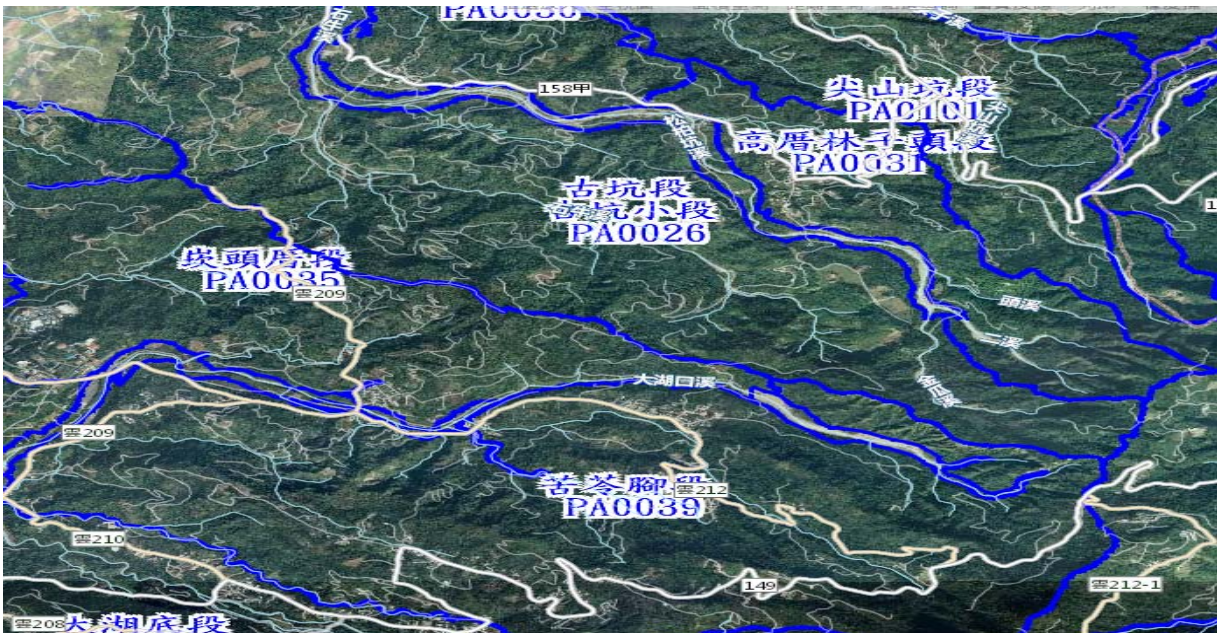 PA0030
158甲
尖山坑段
PA0101
高厝林子頭段
PA0031
古坑段
古坑小段
PA0026
崁頭厝段
PA0035
雲209
頭溪
二溪
大湖口溪
雲209
苦苓腳段
雲212
PA0039
雲210
149
雲212-1
雲208
大湖底段